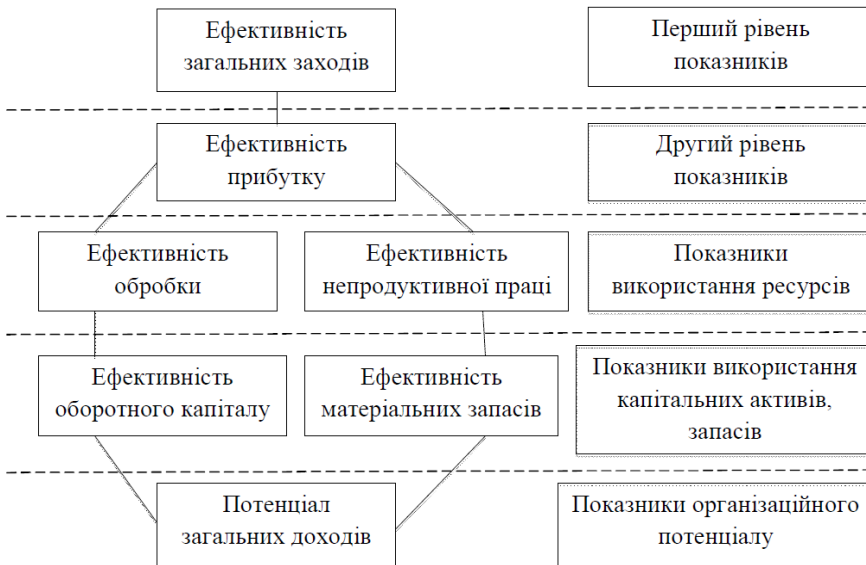 Ефективність
загальних заходів
Перший рівень
показників
Ефективність
прибутку
Другий рівень
показників
Ефективність
обробки
Ефективність
непродуктивної праці
Показники
використання ресурсів
Ефективність
оборотного капіталу
Ефективність
матеріальних запасів
Показники використання
капітальних активів,
запасів
Потенціал
загальних доходів
Показники організаційного
потенціалу